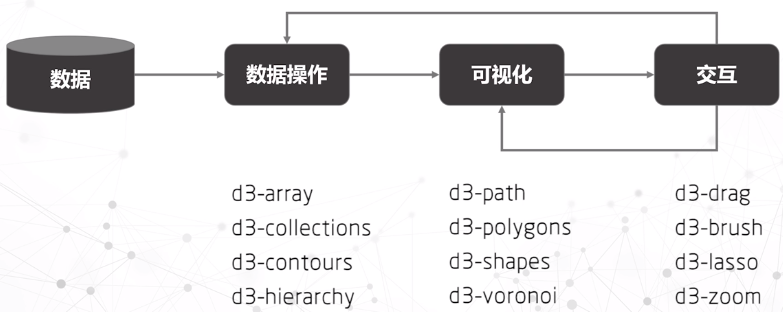 数据
数据操作
可视化
交互
d3-array
d3-collections
d3-contours
d3-hierarchy
d3-path
d3-polygons
d3-shapes
d3-voronoi
d3-drag
d3-brush
d3-lasso
d3-zoom